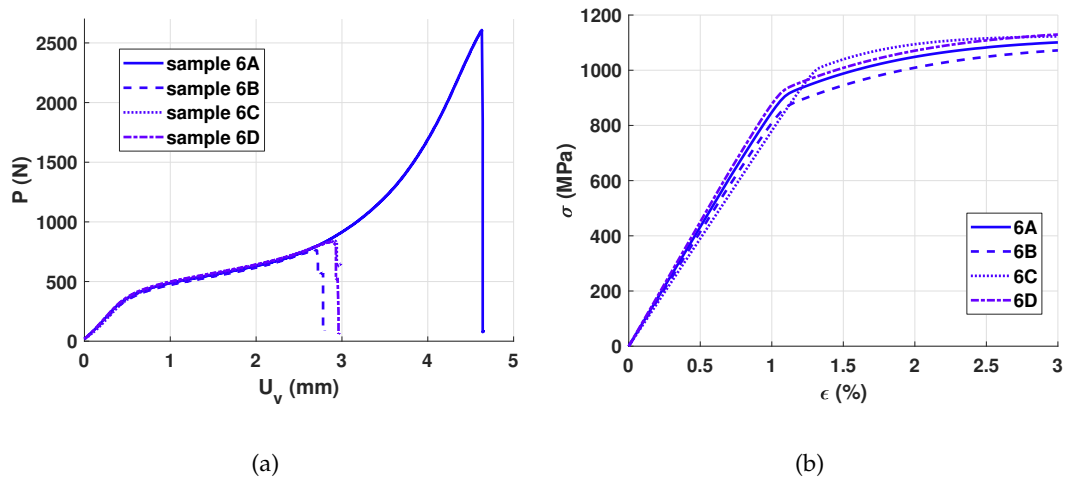 2500
2000
1500
1000
500
0
P (N)
sample 6A
sample 6B
sample 6C
sample 6D
0 1 2 3 4 5
U_v (mm)
(a)
1200
1000
800
600
400
200
0
σ (MPa)
6A
6B
6C
6D
0 0.5 1 1.5 2 2.5 3
ϵ (%)
(b)